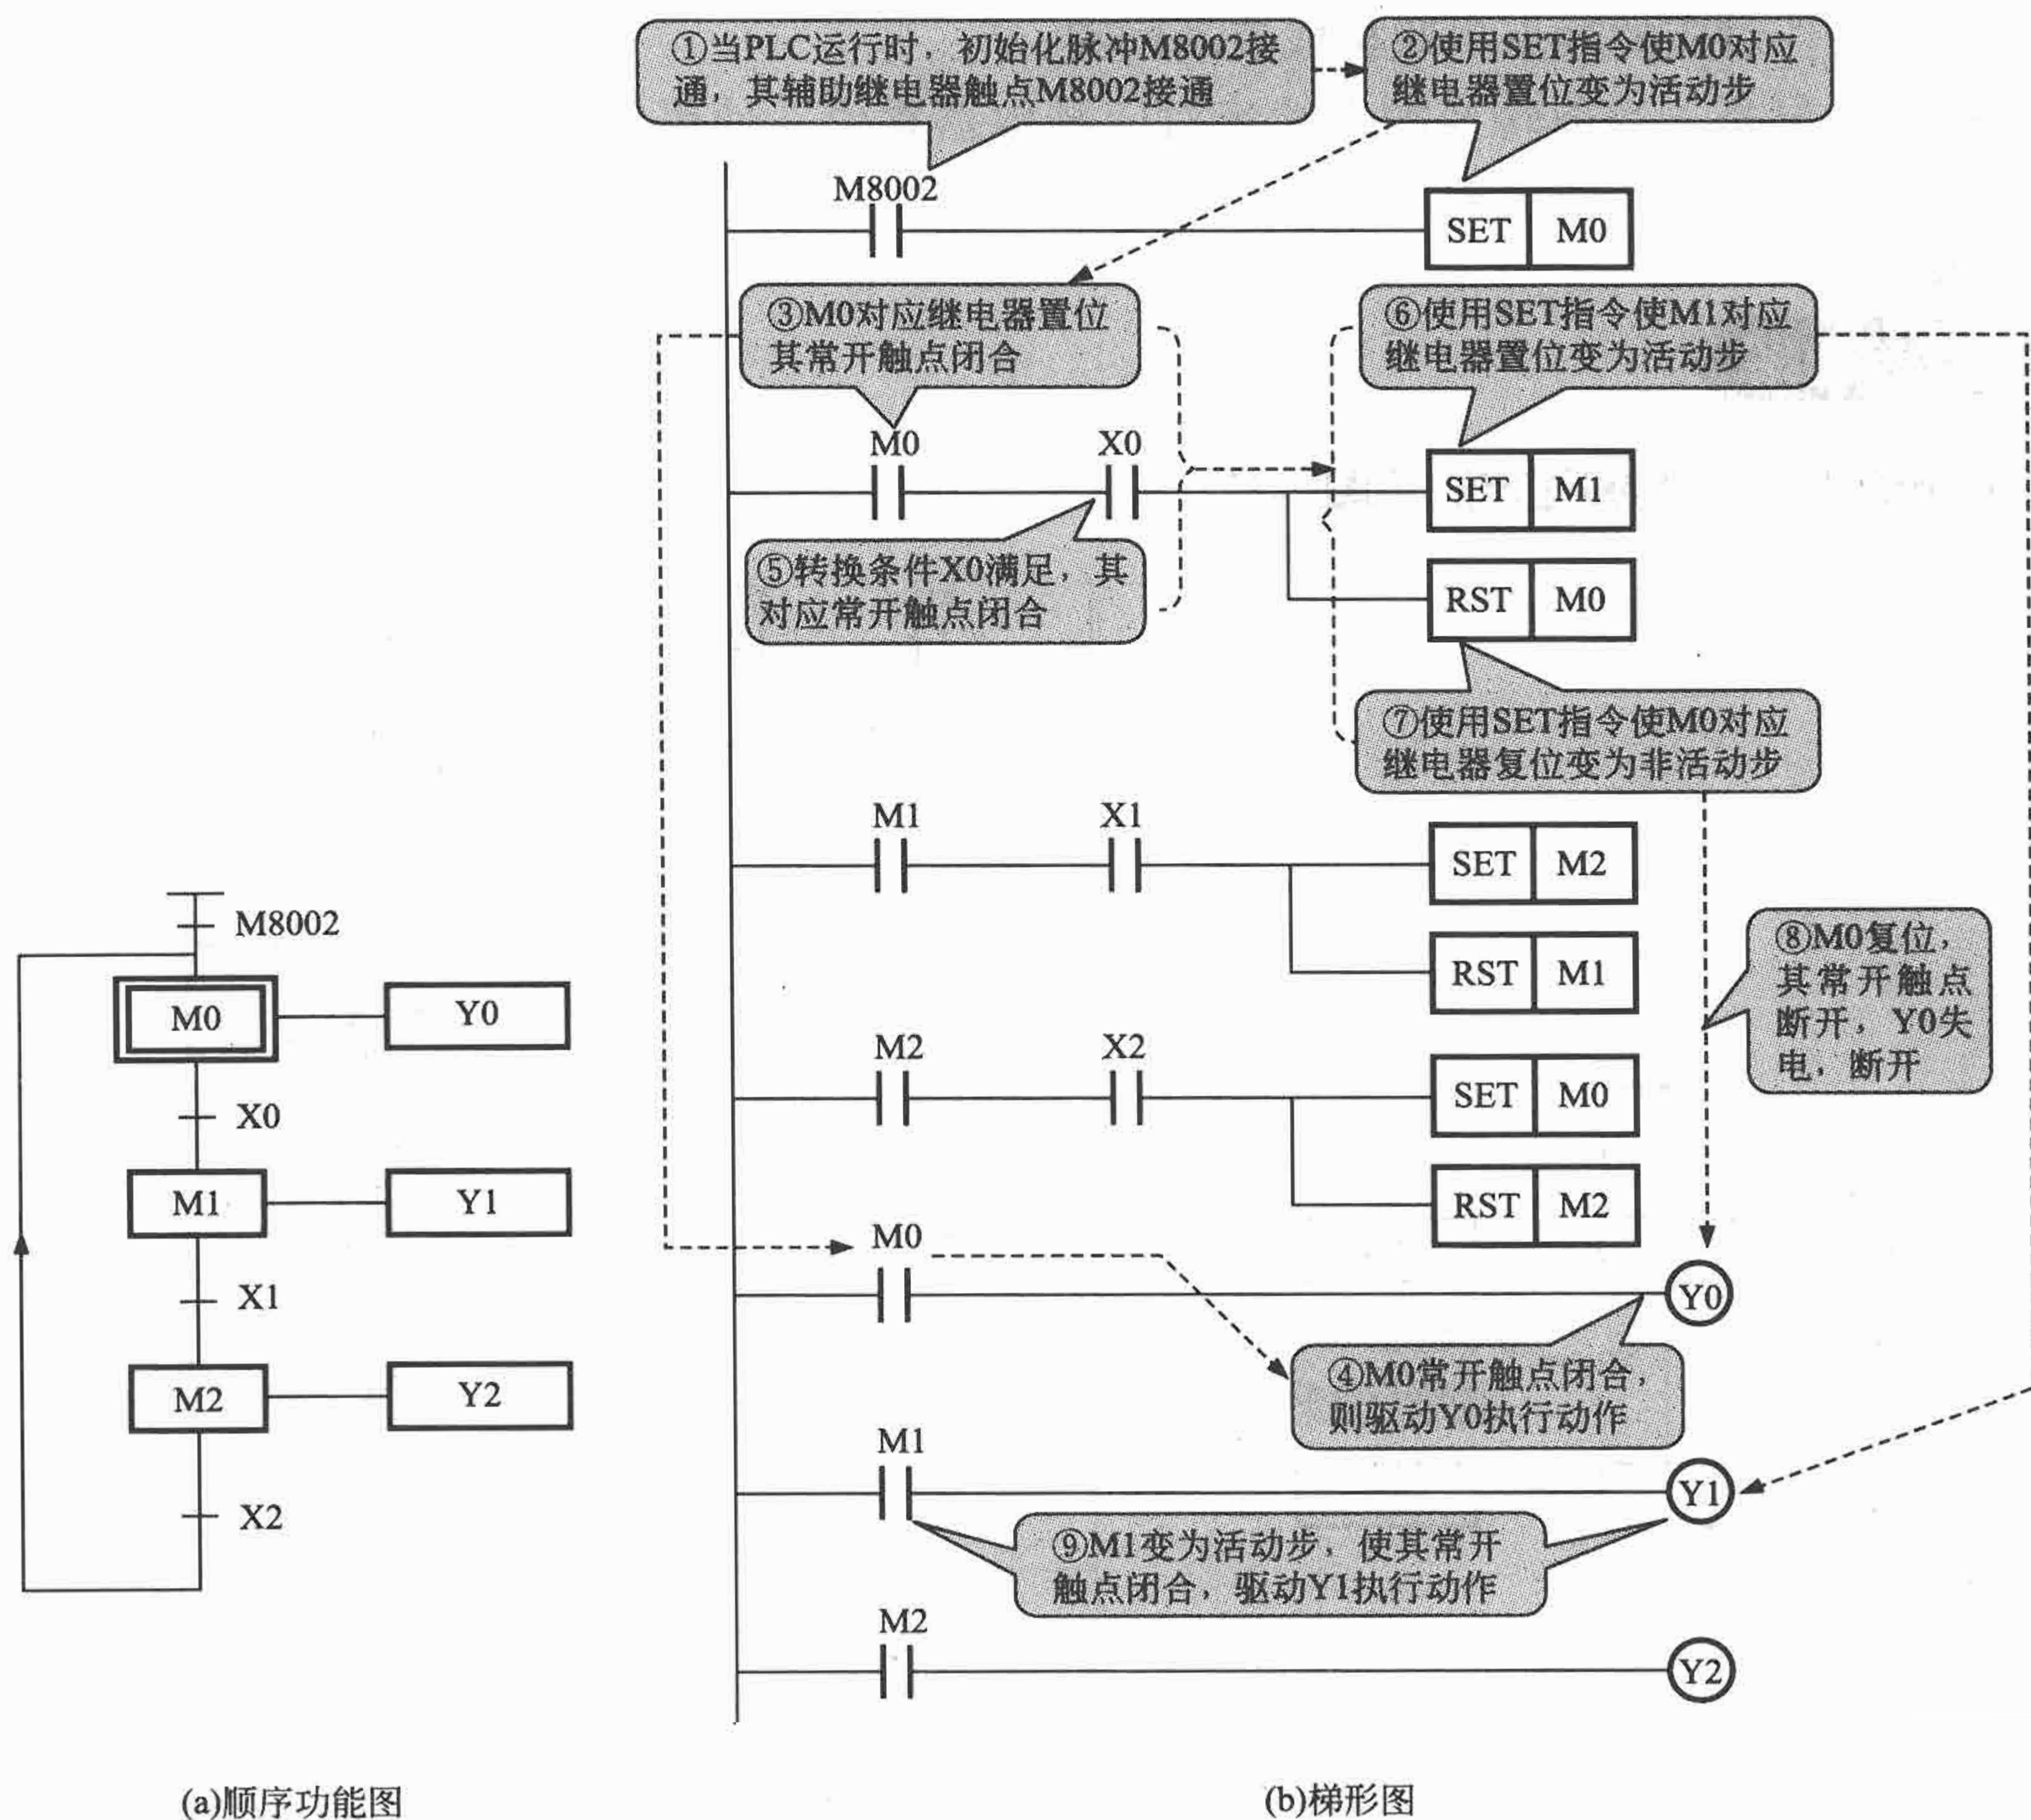 ①当PLC运行时，初始化脉冲M8002接
通，其辅助继电器触点M8002接通
②使用SET指令使M0对应
继电器置位变为活动步
M8002
SET M0
③M0对应继电器置位
其常开触点闭合
⑥使用SET指令使M1对应
继电器置位变为活动步
M0 X0
SET M1
⑤转换条件X0满足，其
对应常开触点闭合
RST M0
⑦使用SET指令使M0对应
继电器复位变为非活动步
M1 X1
SET M2
RST M1
⑧M0复位，
其常开触点
断开，Y0失
电，断开
M2 X2
SET M0
RST M2
M0
Y0
④M0常开触点闭合，
则驱动Y0执行动作
M1
Y1
⑨M1变为活动步，使其常开
触点闭合，驱动Y1执行动作
M2
Y2
M8002
M0 Y0
X0
M1 Y1
X1
M2 Y2
X2
(a)顺序功能图
(b)梯形图